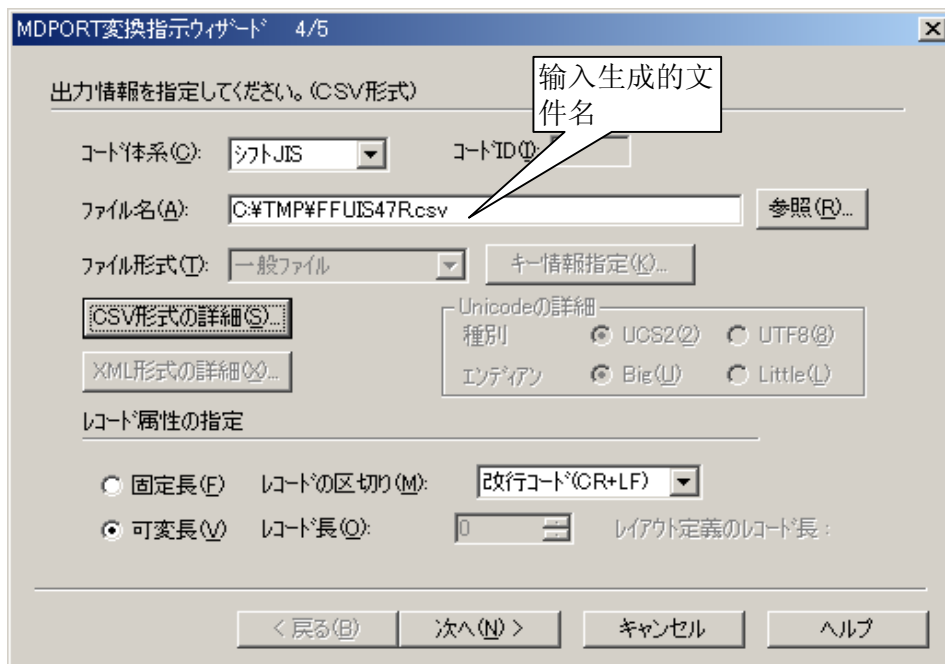 MDPORT変換指示ウィザード 4/5
出力情報を指定してください。(CSV形式)
输入生成的文
件名
コード体系(C): シフトJIS コードID(I):
ファイル名(A): C:¥TMP¥FFUIS47R.csv 参照(R)...
ファイル形式(T): 一般ファイル キー情報指定(K)...
CSV形式の詳細(S)... Unicodeの詳細
種別 UCS2(2) UTF8(8)
XML形式の詳細(X)... エンディアン Big(U) Little(L)
レコード属性の指定
固定長(F) レコードの区切り(M): 改行コード(CR+LF)
可変長(V) レコード長(O): 0 レイアウト定義のレコード長:
< 戻る(B) 次へ(N) > キャンセル ヘルプ